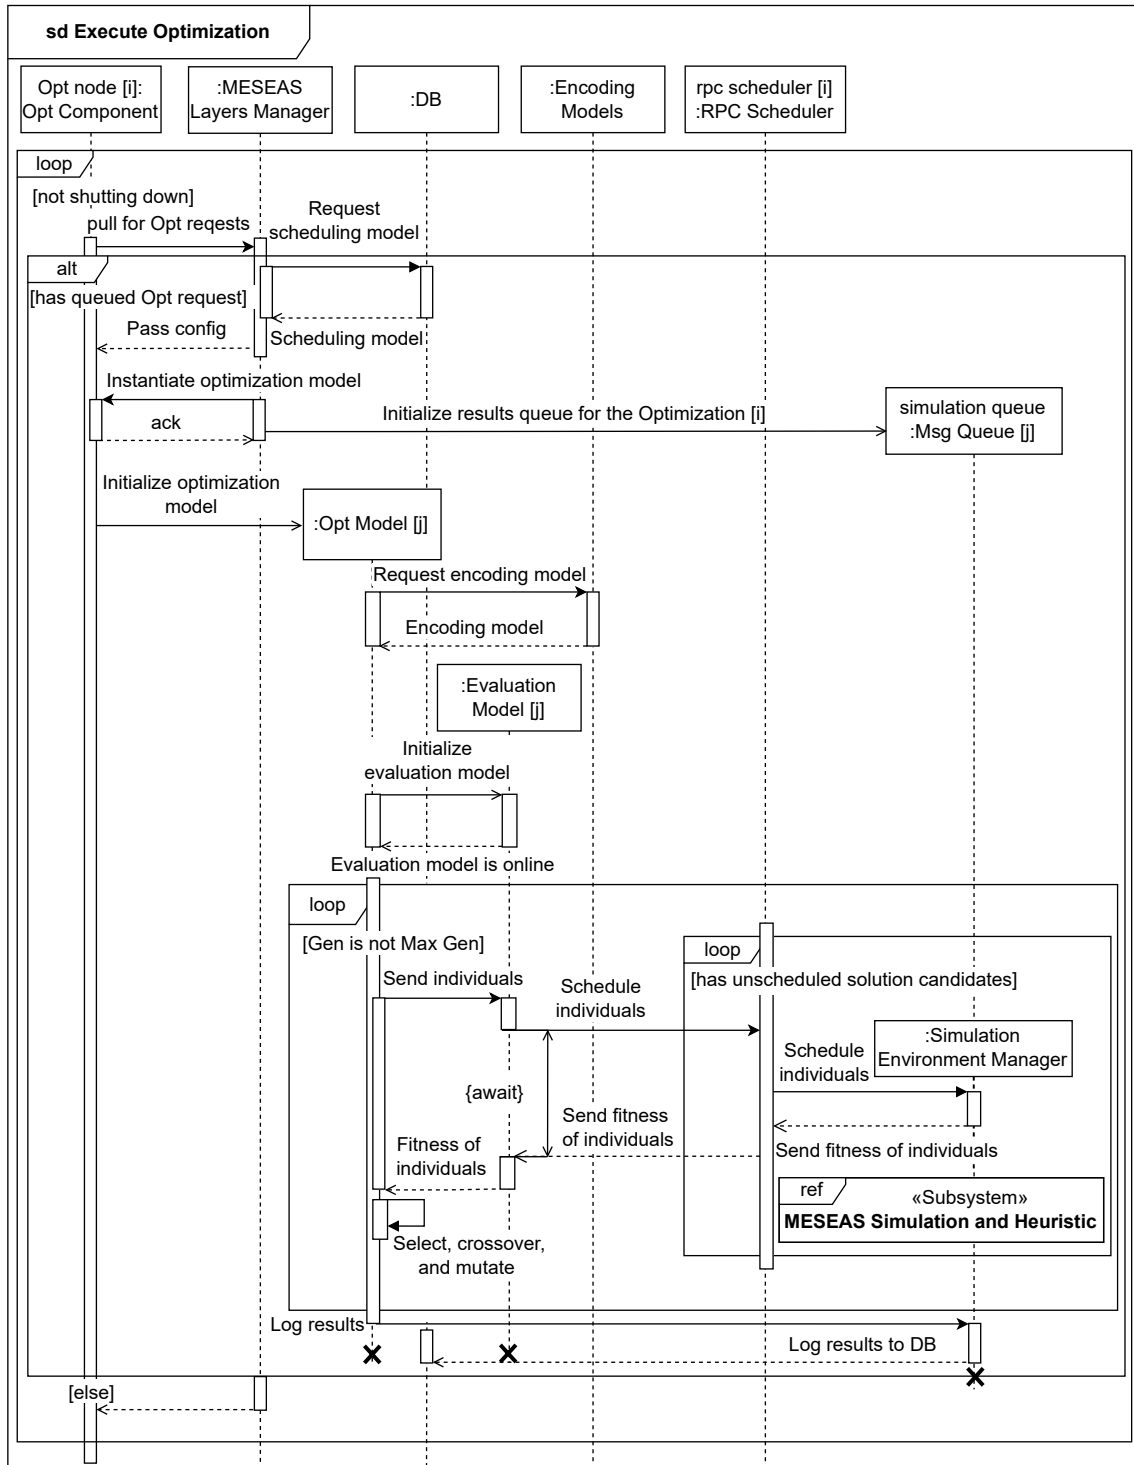 sd Execute Optimization
Opt node [i]:
Opt Component
:MESEAS
Layers Manager
:DB
:Encoding
Models
rpc scheduler [i]
:RPC Scheduler
loop
[not shutting down]
pull for Opt reqests
Request
scheduling model
alt
[has queued Opt request]
Pass config
Scheduling model
Instantiate optimization model
ack
Initialize results queue for the Optimization [i]
simulation queue
:Msg Queue [j]
Initialize optimization
model
:Opt Model [j]
Request encoding model
Encoding model
:Evaluation
Model [j]
Initialize
evaluation model
Evaluation model is online
loop
[Gen is not Max Gen]
loop
[has unscheduled solution candidates]
Send individuals
Schedule
individuals
:Simulation
Environment Manager
Schedule
individuals
{await}
Send fitness
of individuals
Fitness of
individuals
Send fitness of individuals
ref
«Subsystem»
MESEAS Simulation and Heuristic
Select, crossover,
and mutate
Log results
Log results to DB
[else]